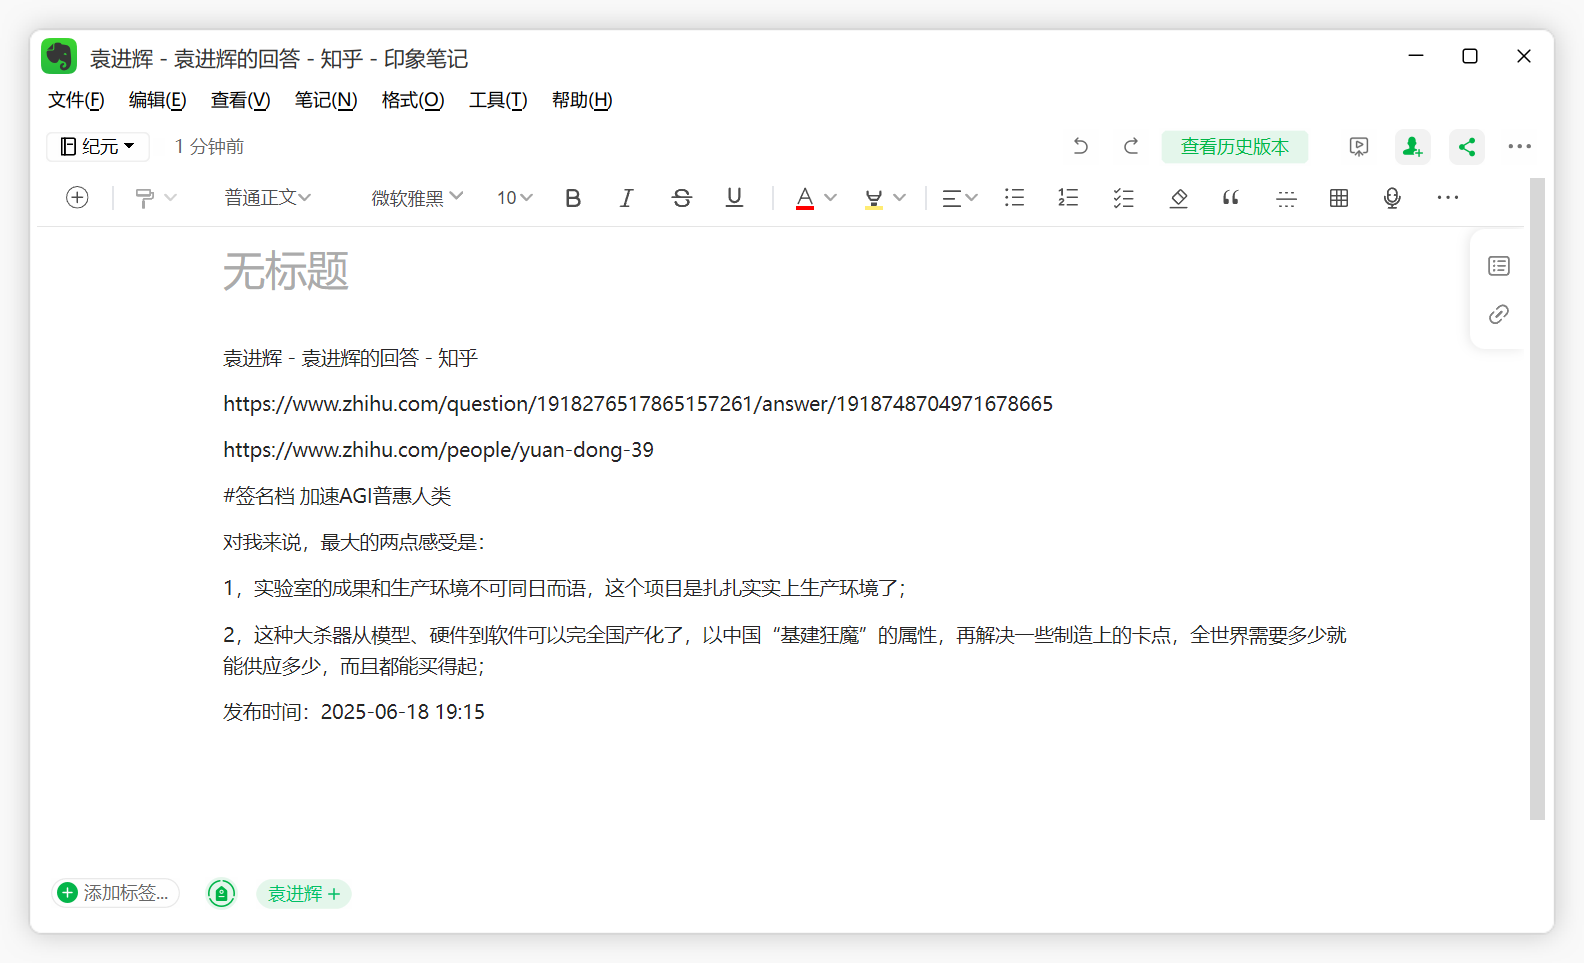 袁进辉 - 袁进辉的回答 - 知乎 - 印象笔记
文件(F) 编辑(E) 查看(V) 笔记(N) 格式(O) 工具(T) 帮助(H)
纪元 1 分钟前 查看历史版本
普通正文 微软雅黑 10 B I S U A
无标题
袁进辉 - 袁进辉的回答 - 知乎
https://www.zhihu.com/question/1918276517865157261/answer/1918748704971678665
https://www.zhihu.com/people/yuan-dong-39
#签名档 加速AGI普惠人类
对我来说，最大的两点感受是：
1，实验室的成果和生产环境不可同日而语，这个项目是扎扎实实上生产环境了；
2，这种大杀器从模型、硬件到软件可以完全国产化了，以中国“基建狂魔”的属性，再解决一些制造上的卡点，全世界需要多少就
能供应多少，而且都能买得起；
发布时间：2025-06-18 19:15
添加标签... 袁进辉 +